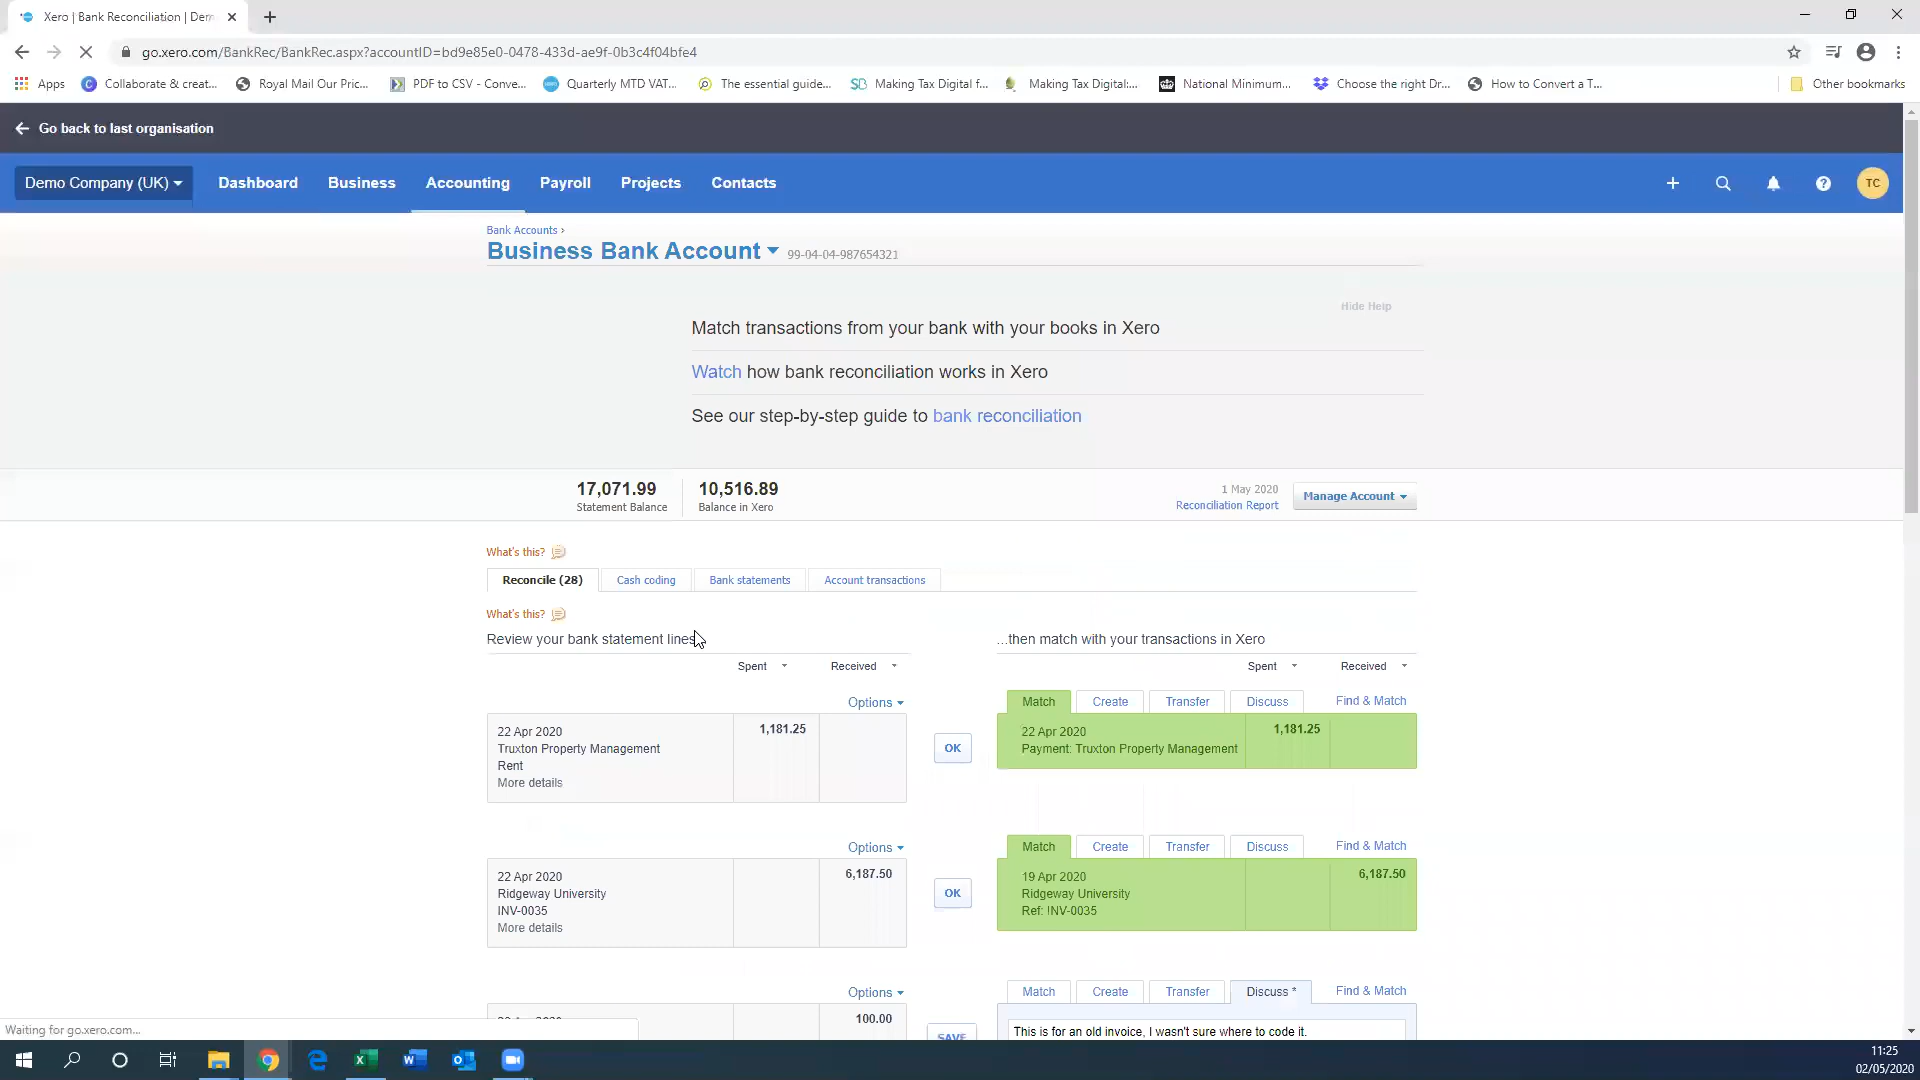 Xero | Bank Reconciliation | Dem
go.xero.com/BankRec/BankRec.aspx?accountID=bd9e85e0-0478-433d-ae9f-0b3c4f04bfe4
Apps Collaborate & creat... Royal Mail Our Pric... PDF to CSV - Conve... Quarterly MTD VAT... The essential guide... Making Tax Digital f... Making Tax Digital:... National Minimum... Choose the right Dr... How to Convert a T... Other bookmarks
Go back to last organisation
Demo Company (UK) Dashboard Business Accounting Payroll Projects Contacts TC
Bank Accounts ›
Business Bank Account 99-04-04-987654321
Hide Help
Match transactions from your bank with your books in Xero
Watch how bank reconciliation works in Xero
See our step-by-step guide to bank reconciliation
17,071.99 10,516.89 1 May 2020
Statement Balance Balance in Xero Reconciliation Report Manage Account
What's this?
Reconcile (28) Cash coding Bank statements Account transactions
What's this?
Review your bank statement lines ...then match with your transactions in Xero
Spent Received Spent Received
Options Match Create Transfer Discuss Find & Match
22 Apr 2020 1,181.25 22 Apr 2020 1,181.25
Truxton Property Management OK Payment: Truxton Property Management
Rent
More details
Options Match Create Transfer Discuss Find & Match
22 Apr 2020 6,187.50 19 Apr 2020 6,187.50
Ridgeway University OK Ridgeway University
INV-0035 Ref: INV-0035
More details
Options Match Create Transfer Discuss * Find & Match
100.00
SAVE This is for an old invoice, I wasn't sure where to code it.
Waiting for go.xero.com...
11:25
02/05/2020